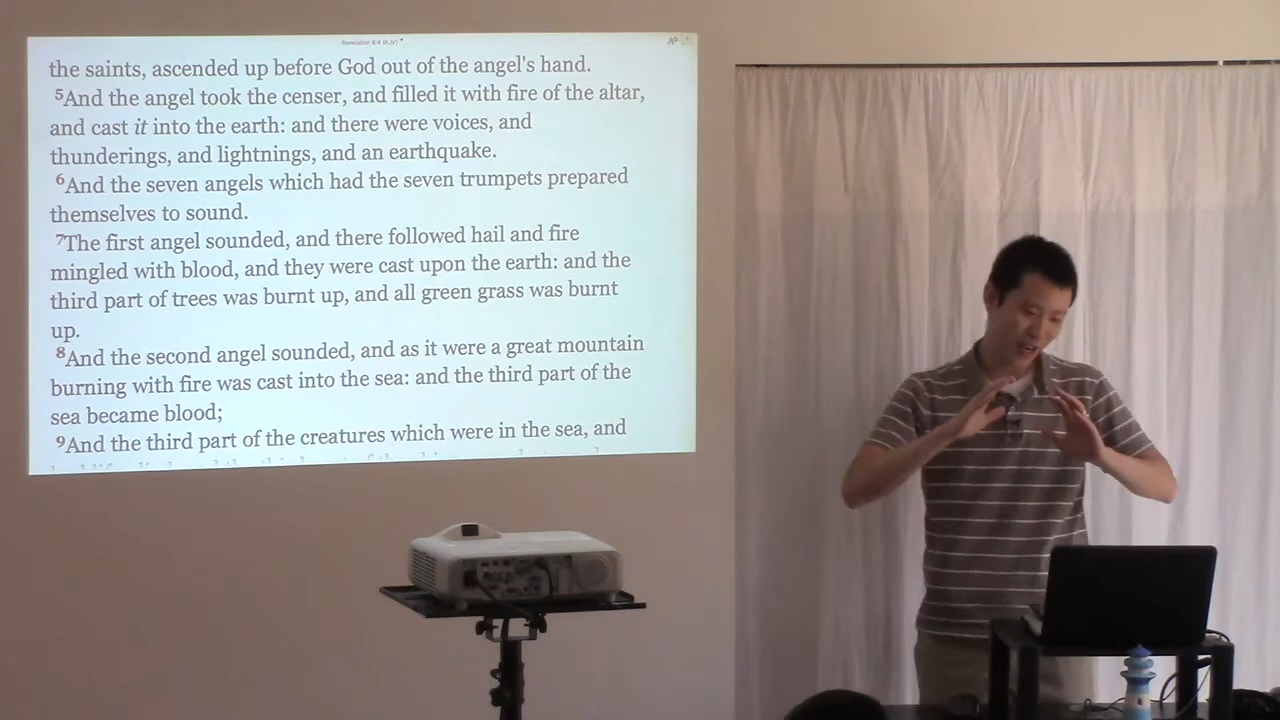 Revelation 8:4 (KJV)
the saints, ascended up before God out of the angel's hand.
5And the angel took the censer, and filled it with fire of the altar,
and cast it into the earth: and there were voices, and
thunderings, and lightnings, and an earthquake.
6And the seven angels which had the seven trumpets prepared
themselves to sound.
7The first angel sounded, and there followed hail and fire
mingled with blood, and they were cast upon the earth: and the
third part of trees was burnt up, and all green grass was burnt
up.
8And the second angel sounded, and as it were a great mountain
burning with fire was cast into the sea: and the third part of the
sea became blood;
9And the third part of the creatures which were in the sea, and